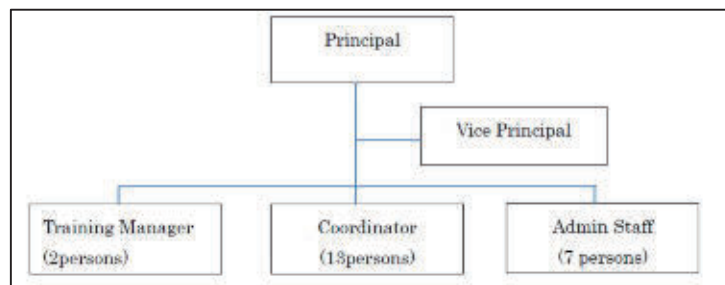 Principal
Vice Principal
Training Manager
(2persons)
Coordinator
(13persons)
Admin Staff
(7 persons)